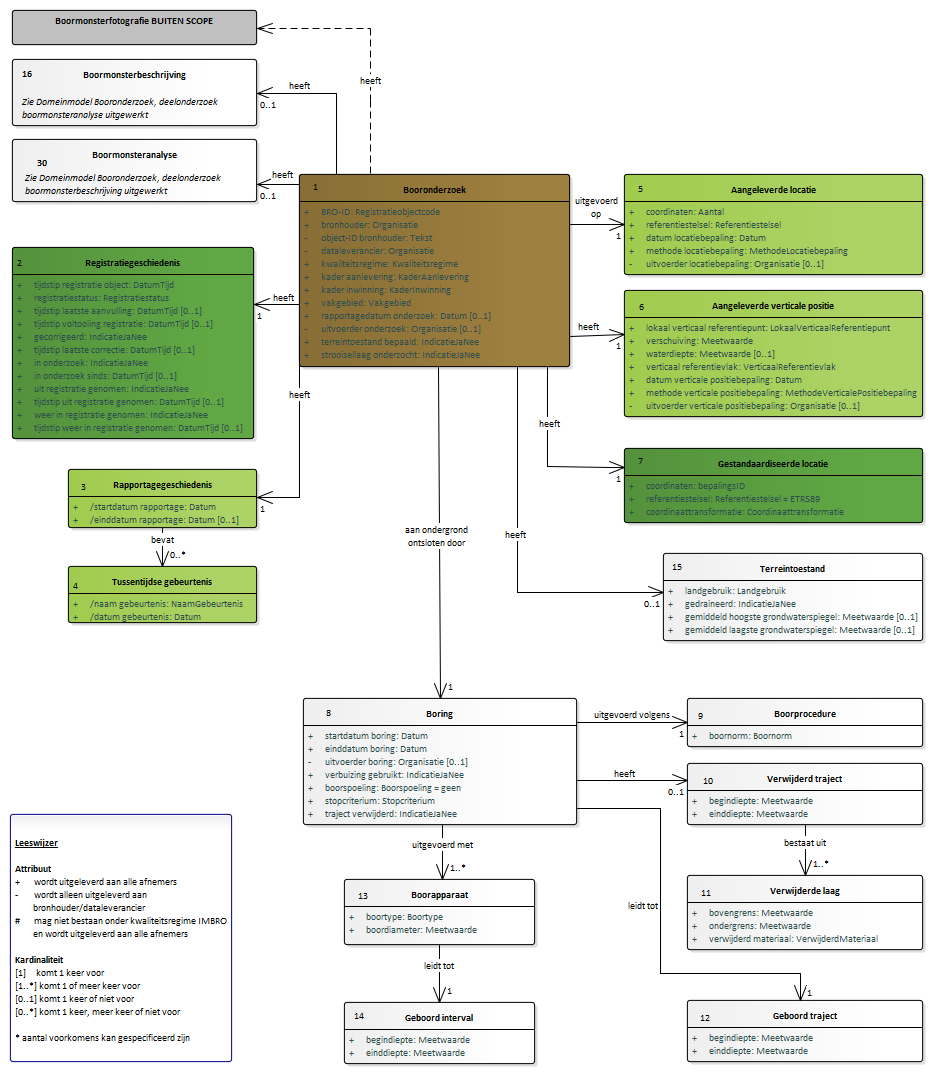 Boormonsterfotografie BUITEN SCOPE
heeft
16
Boormonsterbeschrijving
Zie Domeinmodel Booronderzoek, deelonderzoek
boormonsteranalyse uitgewerkt
heeft
0..1
30
Boormonsteranalyse
Zie Domeinmodel Booronderzoek, deelonderzoek
boormonsterbeschrijving uitgewerkt
heeft
0..1
1
Booronderzoek
+ BRO-ID: Registratieobjectcode
+ bronhouder: Organisatie
- object-ID bronhouder: Tekst
- dataleverancier: Organisatie
+ kwaliteitsregime: Kwaliteitsregime
+ kader aanlevering: KaderAanlevering
+ kader inwinning: KaderInwinning
+ vakgebied: Vakgebied
+ rapportagedatum onderzoek: Datum [0..1]
- uitvoerder onderzoek: Organisatie [0..1]
+ terreintoestand bepaald: IndicatieJaNee
+ strooisellaag onderzocht: IndicatieJaNee
uitgevoerd
op
1
5
Aangeleverde locatie
+ coordinaten: Aantal
+ referentiestelsel: Referentiestelsel
+ datum locatiebepaling: Datum
+ methode locatiebepaling: MethodeLocatiebepaling
- uitvoerder locatiebepaling: Organisatie [0..1]
2
Registratiegeschiedenis
+ tijdstip registratie object: DatumTijd
+ registratiestatus: Registratiestatus
+ tijdstip laatste aanvulling: DatumTijd [0..1]
+ tijdstip voltooiing registratie: DatumTijd [0..1]
+ gecorrigeerd: IndicatieJaNee
+ tijdstip laatste correctie: DatumTijd [0..1]
+ in onderzoek: IndicatieJaNee
+ in onderzoek sinds: DatumTijd [0..1]
+ uit registratie genomen: IndicatieJaNee
+ tijdstip uit registratie genomen: DatumTijd [0..1]
+ weer in registratie genomen: IndicatieJaNee
+ tijdstip weer in registratie genomen: DatumTijd [0..1]
heeft
1
heeft
1
6
Aangeleverde verticale positie
+ lokaal verticaal referentiepunt: LokaalVerticaalReferentiepunt
+ verschuiving: Meetwaarde
+ waterdiepte: Meetwaarde [0..1]
+ verticaal referentievlak: VerticaalReferentievlak
+ datum verticale positiebepaling: Datum
+ methode verticale positiebepaling: MethodeVerticalePositiebepaling
- uitvoerder verticale positiebepaling: Organisatie [0..1]
heeft
1
heeft
1
7
Gestandaardiseerde locatie
+ coordinaten: bepalingsID
+ referentiestelsel: Referentiestelsel = ETRS89
+ coordinaattransformatie: Coordinaattransformatie
3
Rapportagegeschiedenis
+ /startdatum rapportage: Datum
+ /einddatum rapportage: Datum [0..1]
bevat
0..*
4
Tussentijdse gebeurtenis
+ /naam gebeurtenis: NaamGebeurtenis
+ /datum gebeurtenis: Datum
aan ondergrond
ontsloten door
1
heeft
0..1
15
Terreintoestand
+ landgebruik: Landgebruik
+ gedraineerd: IndicatieJaNee
+ gemiddeld hoogste grondwaterspiegel: Meetwaarde [0..1]
+ gemiddeld laagste grondwaterspiegel: Meetwaarde [0..1]
8
Boring
+ startdatum boring: Datum
+ einddatum boring: Datum
- uitvoerder boring: Organisatie [0..1]
+ verbuizing gebruikt: IndicatieJaNee
+ boorspoeling: Boorspoeling = geen
+ stopcriterium: Stopcriterium
+ traject verwijderd: IndicatieJaNee
uitgevoerd volgens
1
9
Boorprocedure
+ boornorm: Boornorm
heeft
0..1
10
Verwijderd traject
+ begindiepte: Meetwaarde
+ einddiepte: Meetwaarde
bestaat uit
1..*
11
Verwijderde laag
+ bovengrens: Meetwaarde
+ ondergrens: Meetwaarde
+ verwijderd materiaal: VerwijderdMateriaal
uitgevoerd met
1..*
13
Boorapparaat
+ boortype: Boortype
+ boordiameter: Meetwaarde
leidt tot
1
14
Geboord interval
+ begindiepte: Meetwaarde
+ einddiepte: Meetwaarde
leidt tot
1
12
Geboord traject
+ begindiepte: Meetwaarde
+ einddiepte: Meetwaarde
Leeswijzer
Attribuut
+ wordt uitgeleverd aan alle afnemers
- wordt alleen uitgeleverd aan
bronhouder/dataleverancier
# mag niet bestaan onder kwaliteitsregime IMBRO
en wordt uitgeleverd aan alle afnemers
Kardinaliteit
[1] komt 1 keer voor
[1..*] komt 1 of meer keer voor
[0..1] komt 1 keer of niet voor
[0..*] komt 1 keer, meer keer of niet voor
* aantal voorkomens kan gespecificeerd zijn